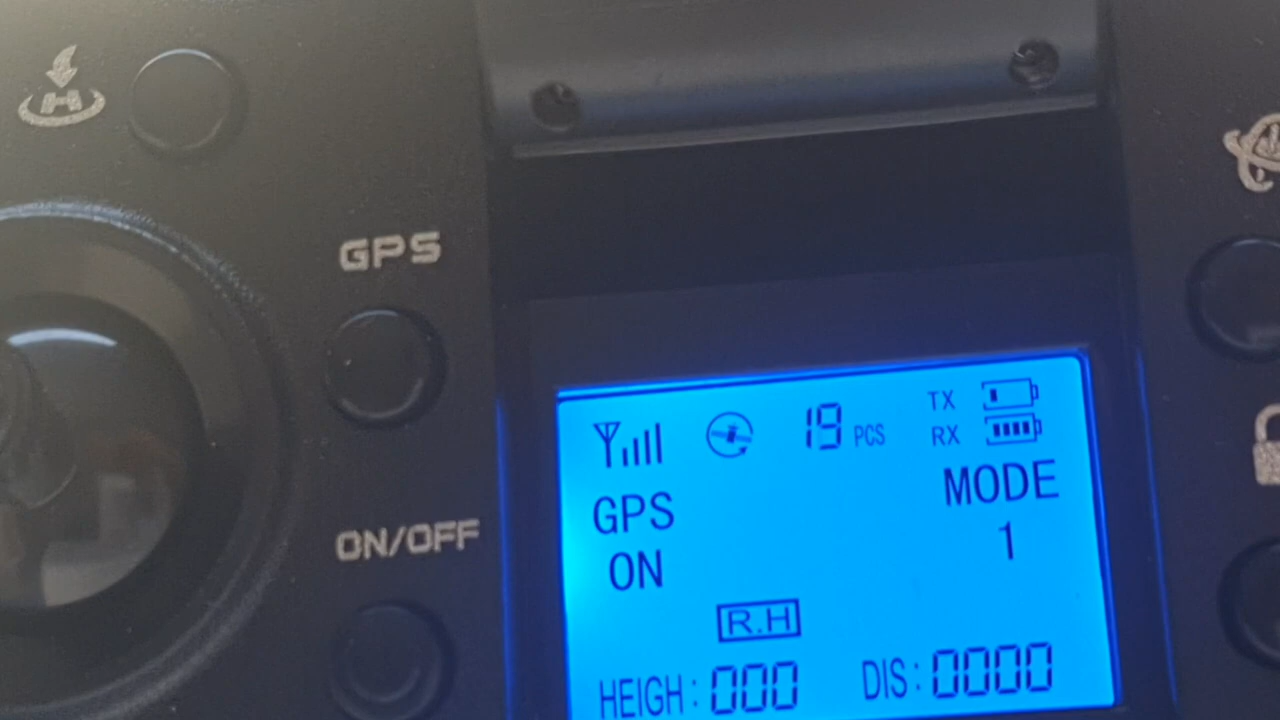 GPS
ON/OFF
19 PCS
TX
RX
GPS
ON
MODE
1
R.H
HEIGH: 000
DIS: 0000